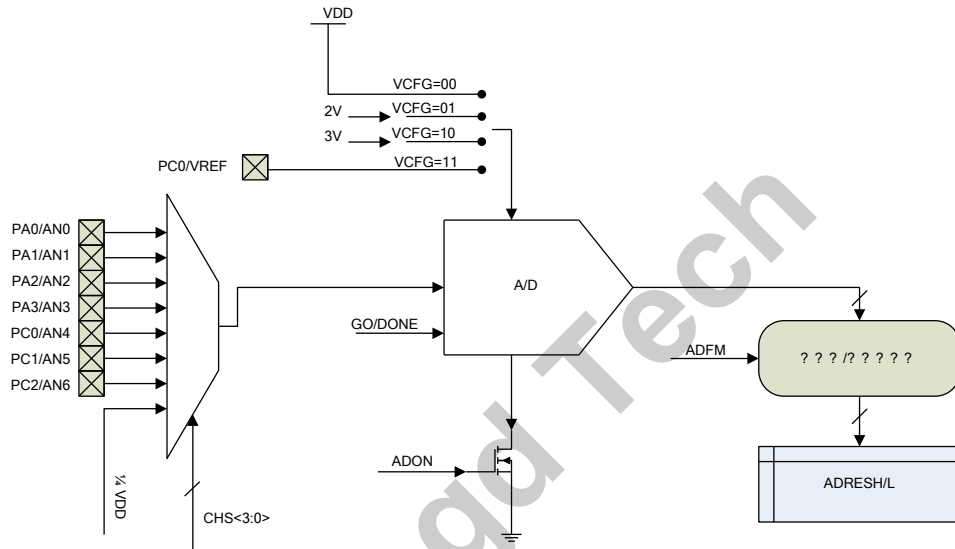 VDD
VCFG=00
2V
VCFG=01
3V
VCFG=10
PC0/VREF
VCFG=11
PA0/AN0
PA1/AN1
PA2/AN2
PA3/AN3
PC0/AN4
PC1/AN5
PC2/AN6
A/D
GO/DONE
ADFM
? ? ? /? ? ? ? ?
ADON
ADRESH/L
¼ VDD
CHS<3:0>
gd Tech